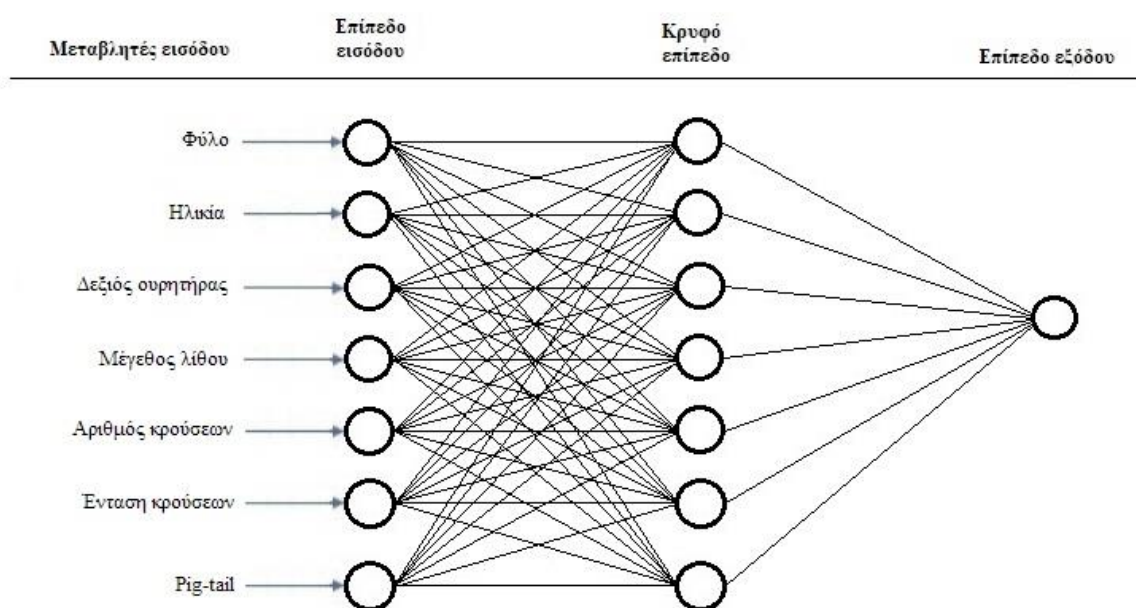 Μεταβλητές εισόδου
Επίπεδο
εισόδου
Κρυφό
επίπεδο
Επίπεδο εξόδου
Φύλο
Ηλικία
Δεξιός ουρητήρας
Μέγεθος λίθου
Αριθμός κρούσεων
Ένταση κρούσεων
Pig-tail